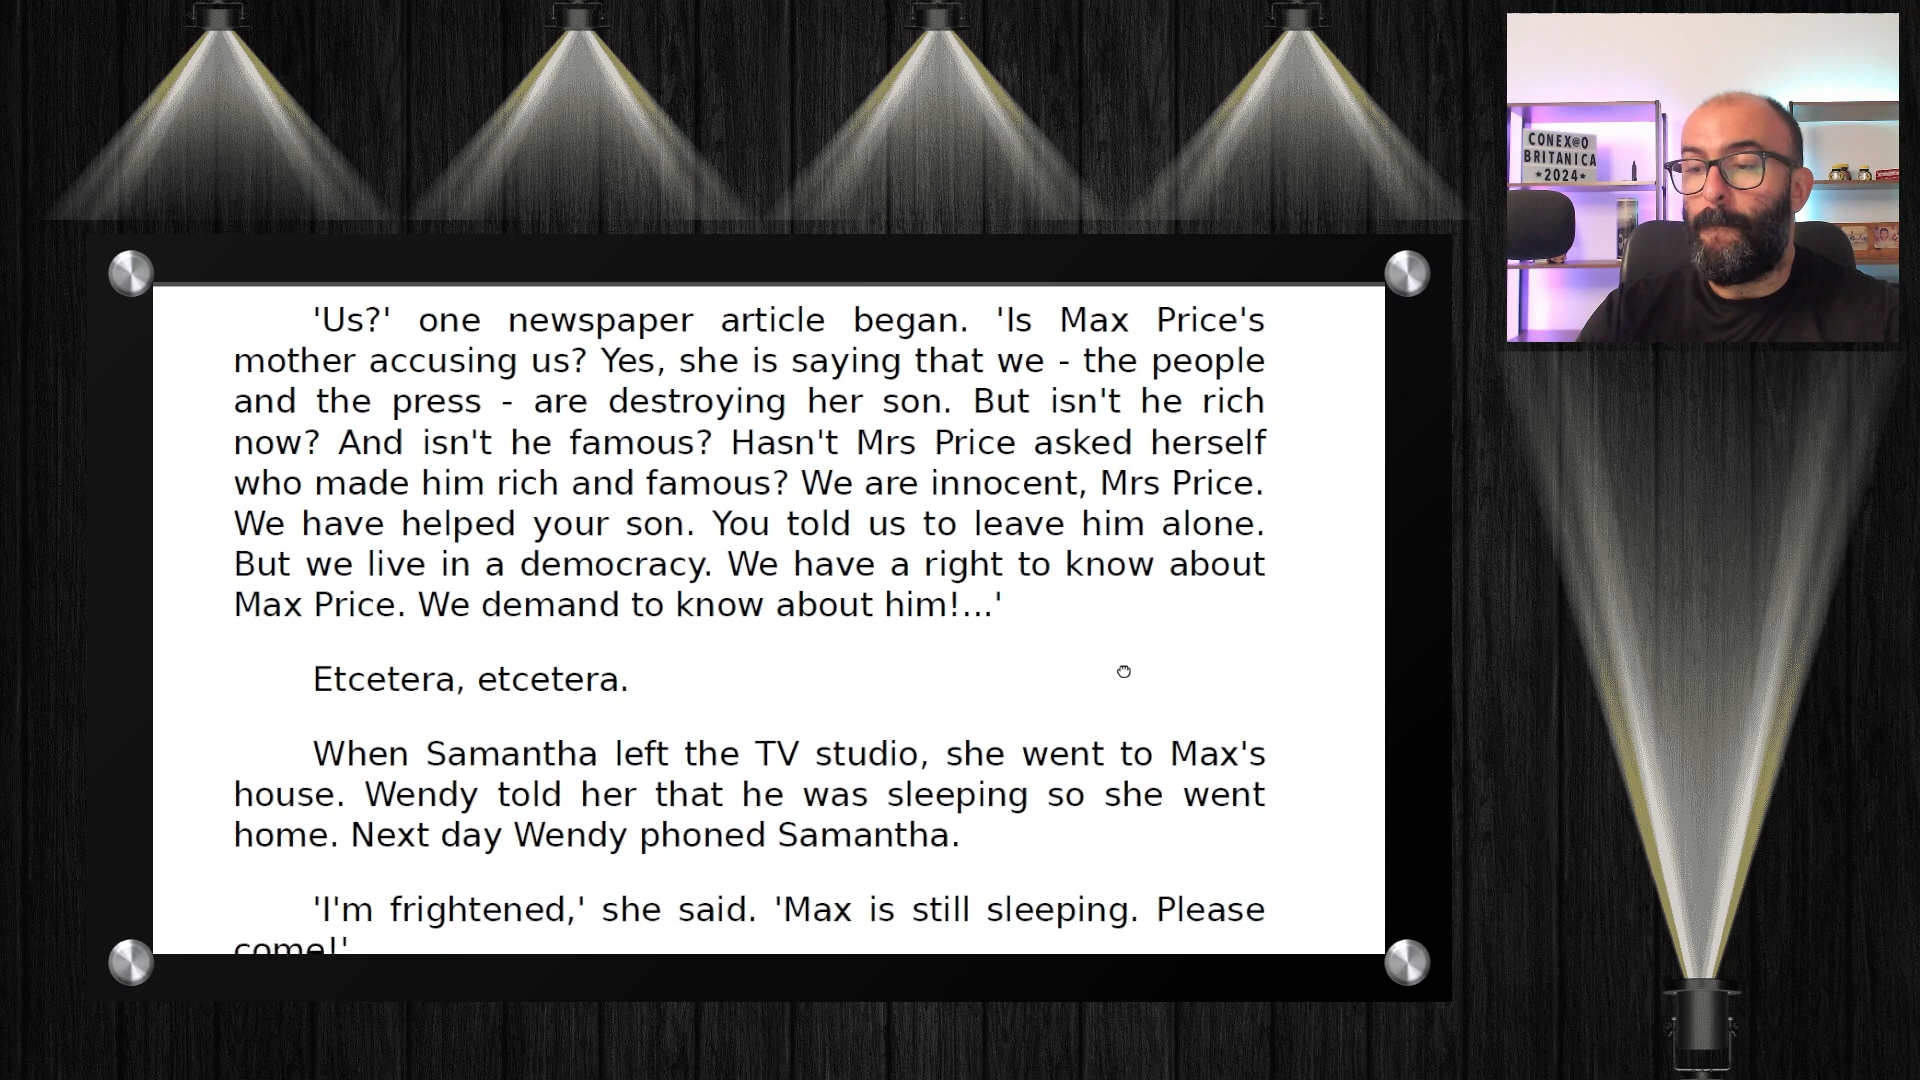 CONEX@O
BRITANICA
*2024*
'Us?' one newspaper article began. 'Is Max Price's
mother accusing us? Yes, she is saying that we - the people
and the press - are destroying her son. But isn't he rich
now? And isn't he famous? Hasn't Mrs Price asked herself
who made him rich and famous? We are innocent, Mrs Price.
We have helped your son. You told us to leave him alone.
But we live in a democracy. We have a right to know about
Max Price. We demand to know about him!...'
Etcetera, etcetera.
When Samantha left the TV studio, she went to Max's
house. Wendy told her that he was sleeping so she went
home. Next day Wendy phoned Samantha.
'I'm frightened,' she said. 'Max is still sleeping. Please
come!'